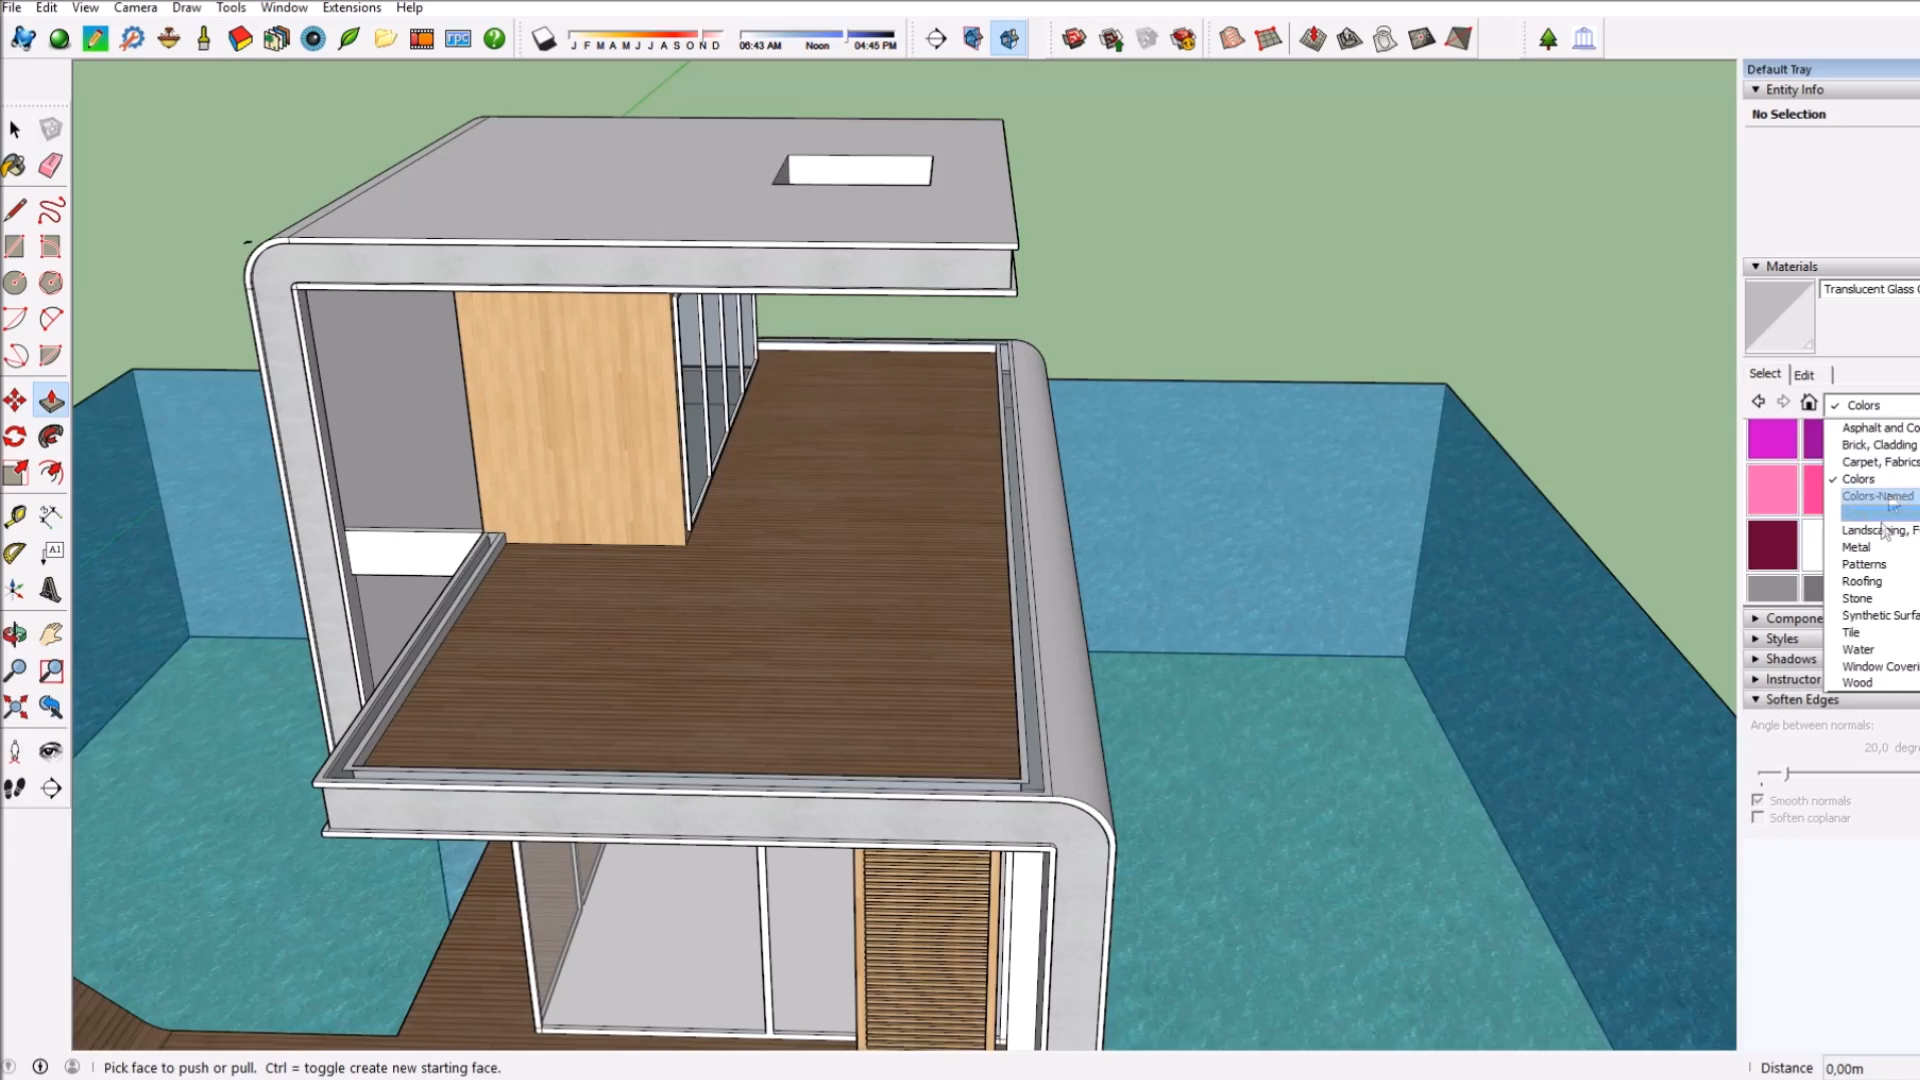 File Edit View Camera Draw Tools Window Extensions Help
J F M A M J J A S O N D
06:43 AM Noon 04:45 PM
rpc
Default Tray
Entity Info
No Selection
Materials
Translucent Glass
Select Edit
Colors
Asphalt and Co
Brick, Cladding
Carpet, Fabrics
Colors
Colors-Named
Landscaping, F
Metal
Patterns
Roofing
Stone
Synthetic Surfa
Tile
Water
Window Coveri
Wood
Compone
Styles
Shadows
Instructor
Soften Edges
Angle between normals:
20,0 degre
Smooth normals
Soften coplanar
A1
Pick face to push or pull. Ctrl = toggle create new starting face.
Distance 0,00m